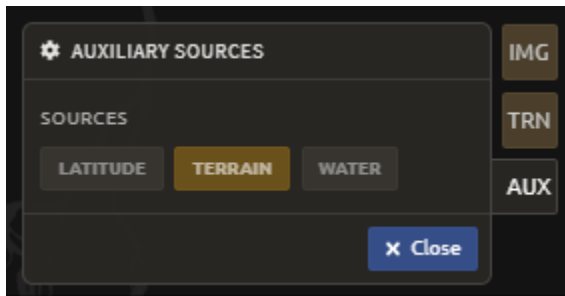 AUXILIARY SOURCES
IMG
SOURCES
TRN
LATITUDE TERRAIN WATER
AUX
Close